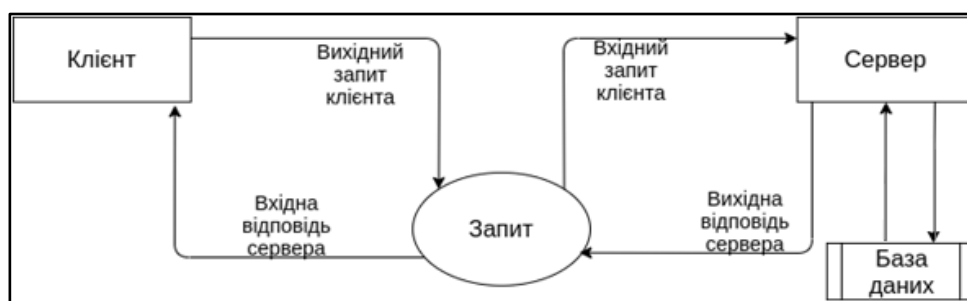 Клієнт
Вихідний
запит
клієнта
Вхідний
запит
клієнта
Сервер
Вхідна
відповідь
сервера
Запит
Вихідна
відповідь
сервера
База
даних